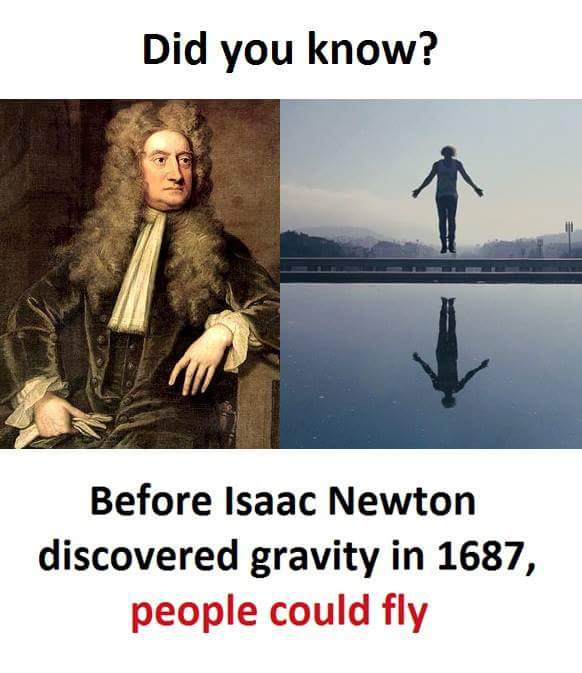 Did you know?
Before Isaac Newton
discovered gravity in 1687,
people could fly